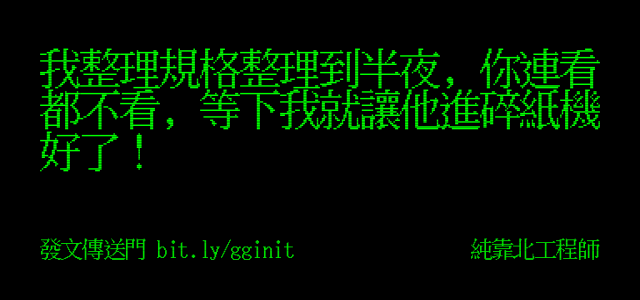 我整理規格整理到半夜，你連看
都不看，等下我就讓他進碎紙機
好了！
發文傳送門 bit.ly/gginit
純靠北工程師